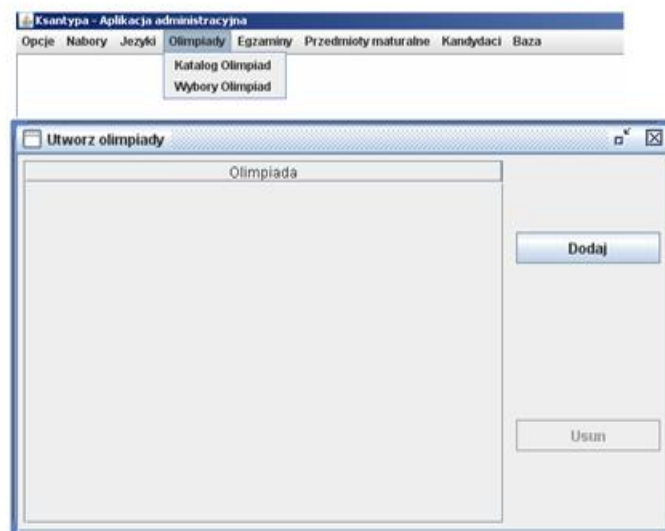 Ksantypa - Aplikacja administracyjna
Opcje Nabory Jezyki Olimpiady Egzaminy Przedmioty maturalne Kandydaci Baza
Katalog Olimpiad
Wybory Olimpiad
Utworz olimpiady
Olimpiada
Dodaj
Usun